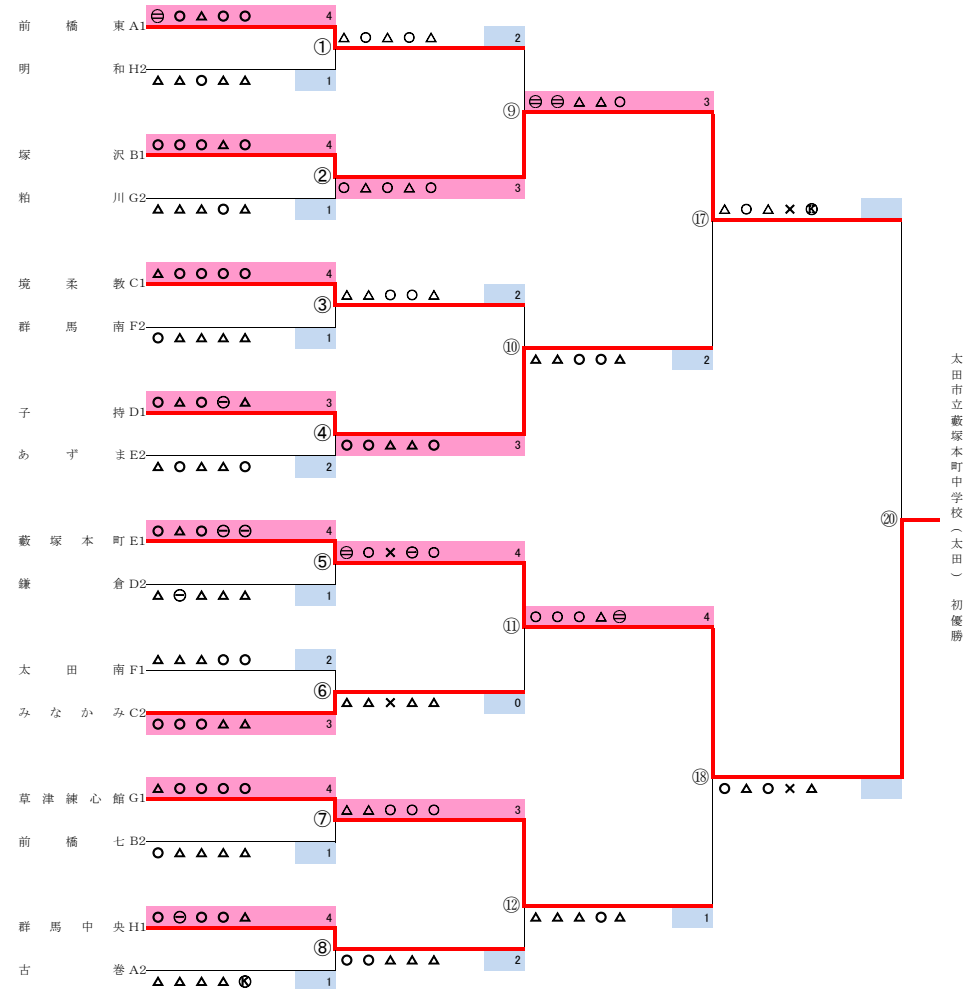 前橋東 A1
⊜ ○ △ ○ ○ 4
①
明和 H2
△ △ ○ △ △ 1
△ ○ △ ○ △ 2
塚沢 B1
○ ○ ○ △ ○ 4
②
粕川 G2
△ △ △ ○ △ 1
○ △ ○ △ ○ 3
⑨
⊜ ⊜ △ △ ○ 3
境柔教 C1
△ ○ ○ ○ ○ 4
③
群馬南 F2
○ △ △ △ △ 1
△ △ ○ ○ △ 2
子持 D1
○ △ ○ ⊖ △ 3
④
あずま E2
△ ○ △ △ ○ 2
○ ○ △ △ ○ 3
⑩
△ △ ○ ○ △ 2
⑰
△ ○ △ × Ⓚ
藪塚本町 E1
○ △ ○ ⊖ ⊖ 4
⑤
鎌倉 D2
△ ⊖ △ △ △ 1
⊜ ○ × ⊖ ○ 4
太田南 F1
△ △ △ ○ ○ 2
⑥
みなかみ C2
○ ○ ○ △ △ 3
△ △ × △ △ 0
⑪
○ ○ ○ △ ⊜ 4
草津練心館 G1
△ ○ ○ ○ ○ 4
⑦
前橋七 B2
○ △ △ △ △ 1
△ △ ○ ○ ○ 3
群馬中央 H1
○ ⊖ ○ ○ △ 4
⑧
古巻 A2
△ △ △ △ Ⓚ 1
○ ○ △ △ △ 2
⑫
△ △ △ ○ △ 1
⑱
○ △ ○ × △
⑳
太田市立藪塚本町中学校(太田) 初優勝